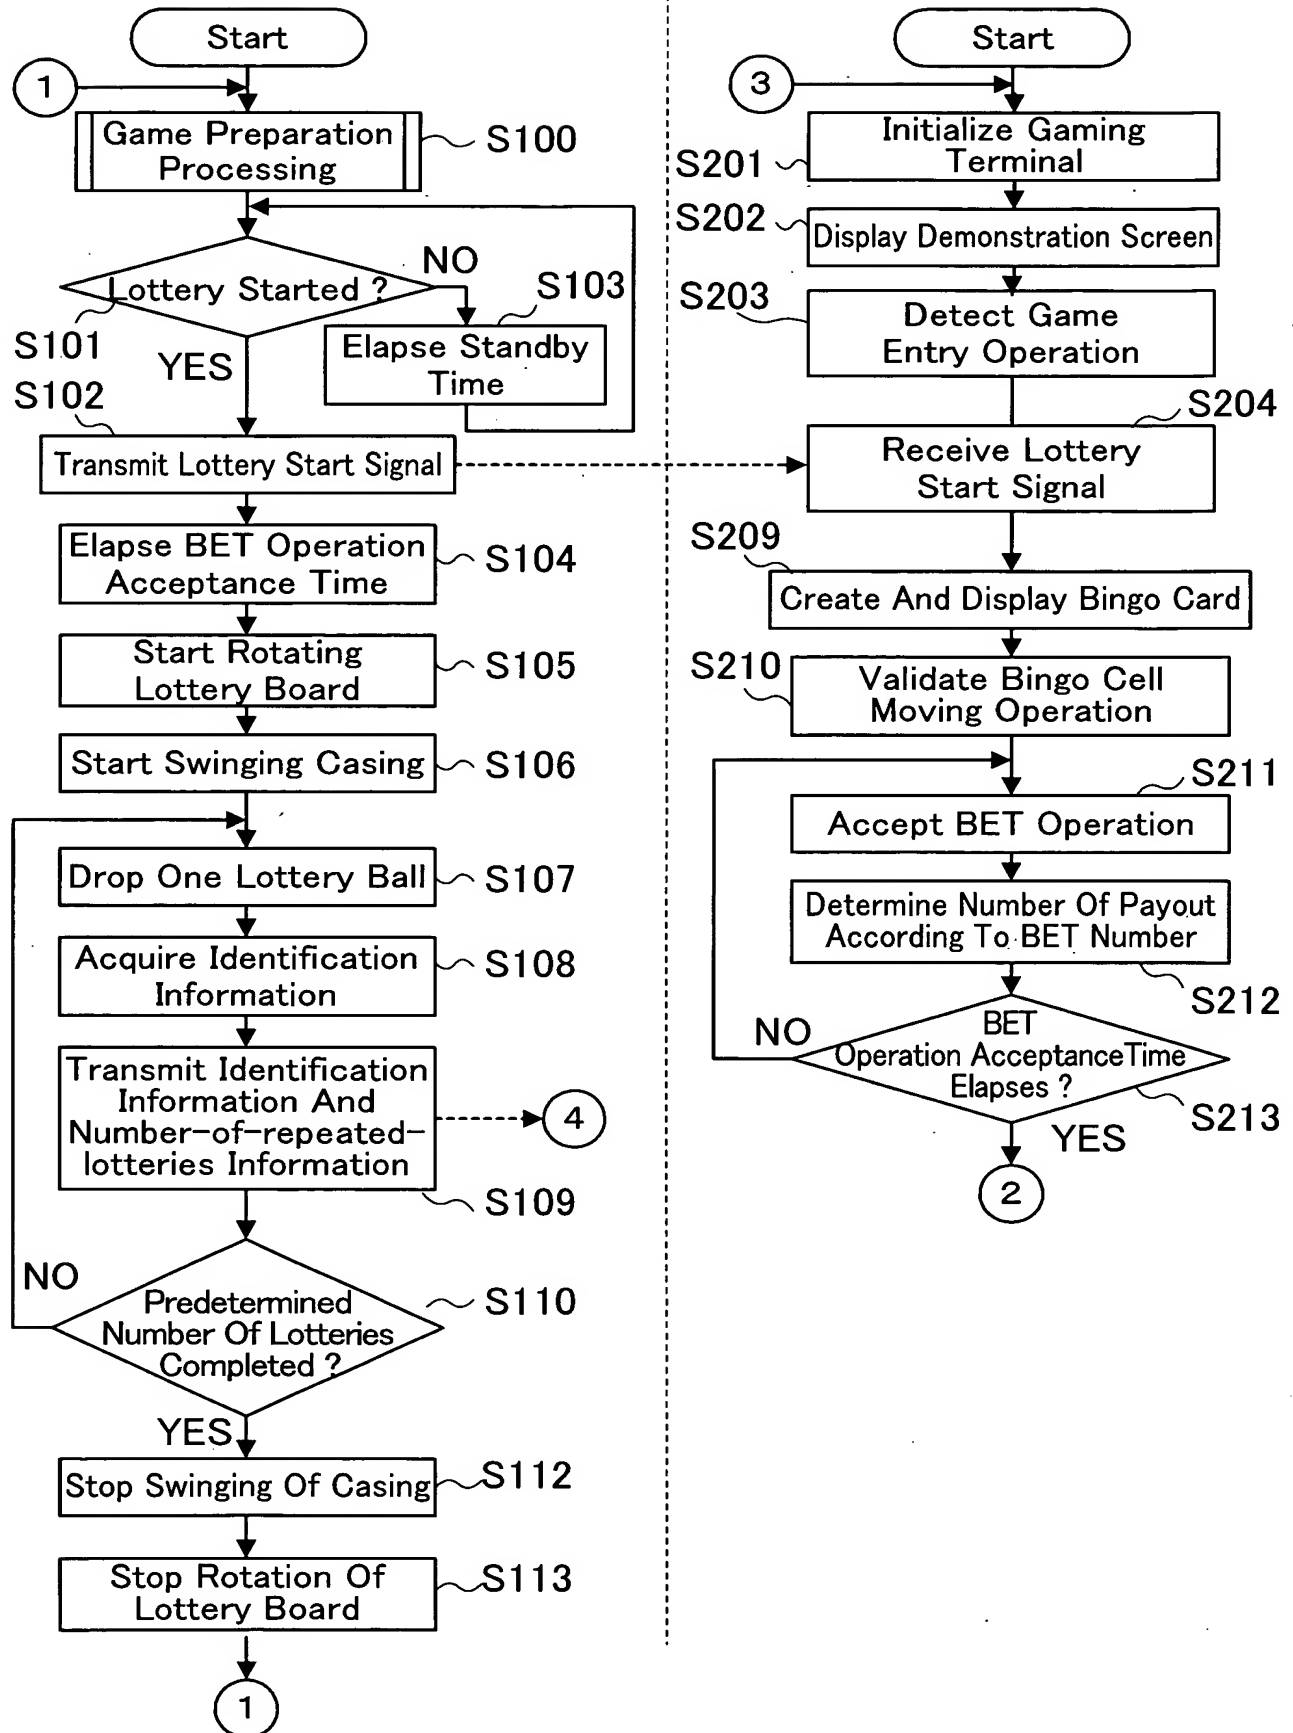 Start
1
Game Preparation
Processing
S100
Lottery Started ?
NO
S101
YES
S103
Elapse Standby
Time
S102
Transmit Lottery Start Signal
Elapse BET Operation
Acceptance Time
S104
Start Rotating
Lottery Board
S105
Start Swinging Casing
S106
Drop One Lottery Ball
S107
Acquire Identification
Information
S108
Transmit Identification
Information And
Number-of-repeated-
lotteries Information
4
S109
NO
Predetermined
Number Of Lotteries
Completed ?
S110
YES
Stop Swinging Of Casing
S112
Stop Rotation Of
Lottery Board
S113
1
Start
3
Initialize Gaming
Terminal
S201
S202
Display Demonstration Screen
S203
Detect Game
Entry Operation
S204
Receive Lottery
Start Signal
S209
Create And Display Bingo Card
S210
Validate Bingo Cell
Moving Operation
S211
Accept BET Operation
Determine Number Of Payout
According To BET Number
S212
NO
BET
Operation AcceptanceTime
Elapses ?
S213
YES
2